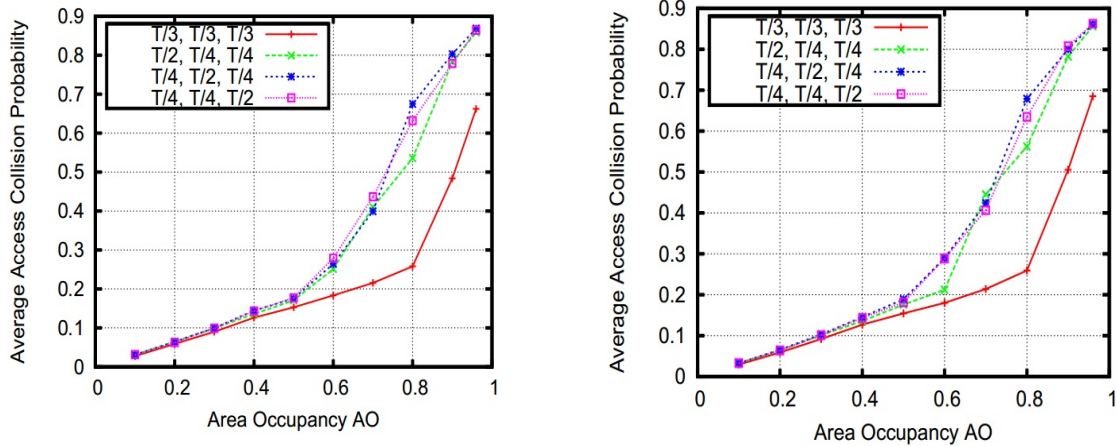 Average Access Collision Probability
0.9
0.8
0.7
0.6
0.5
0.4
0.3
0.2
0.1
0
T/3, T/3, T/3
T/2, T/4, T/4
T/4, T/2, T/4
T/4, T/4, T/2
0 0.2 0.4 0.6 0.8 1
Area Occupancy AO
Average Access Collision Probability
0.9
0.8
0.7
0.6
0.5
0.4
0.3
0.2
0.1
0
T/3, T/3, T/3
T/2, T/4, T/4
T/4, T/2, T/4
T/4, T/4, T/2
0 0.2 0.4 0.6 0.8 1
Area Occupancy AO